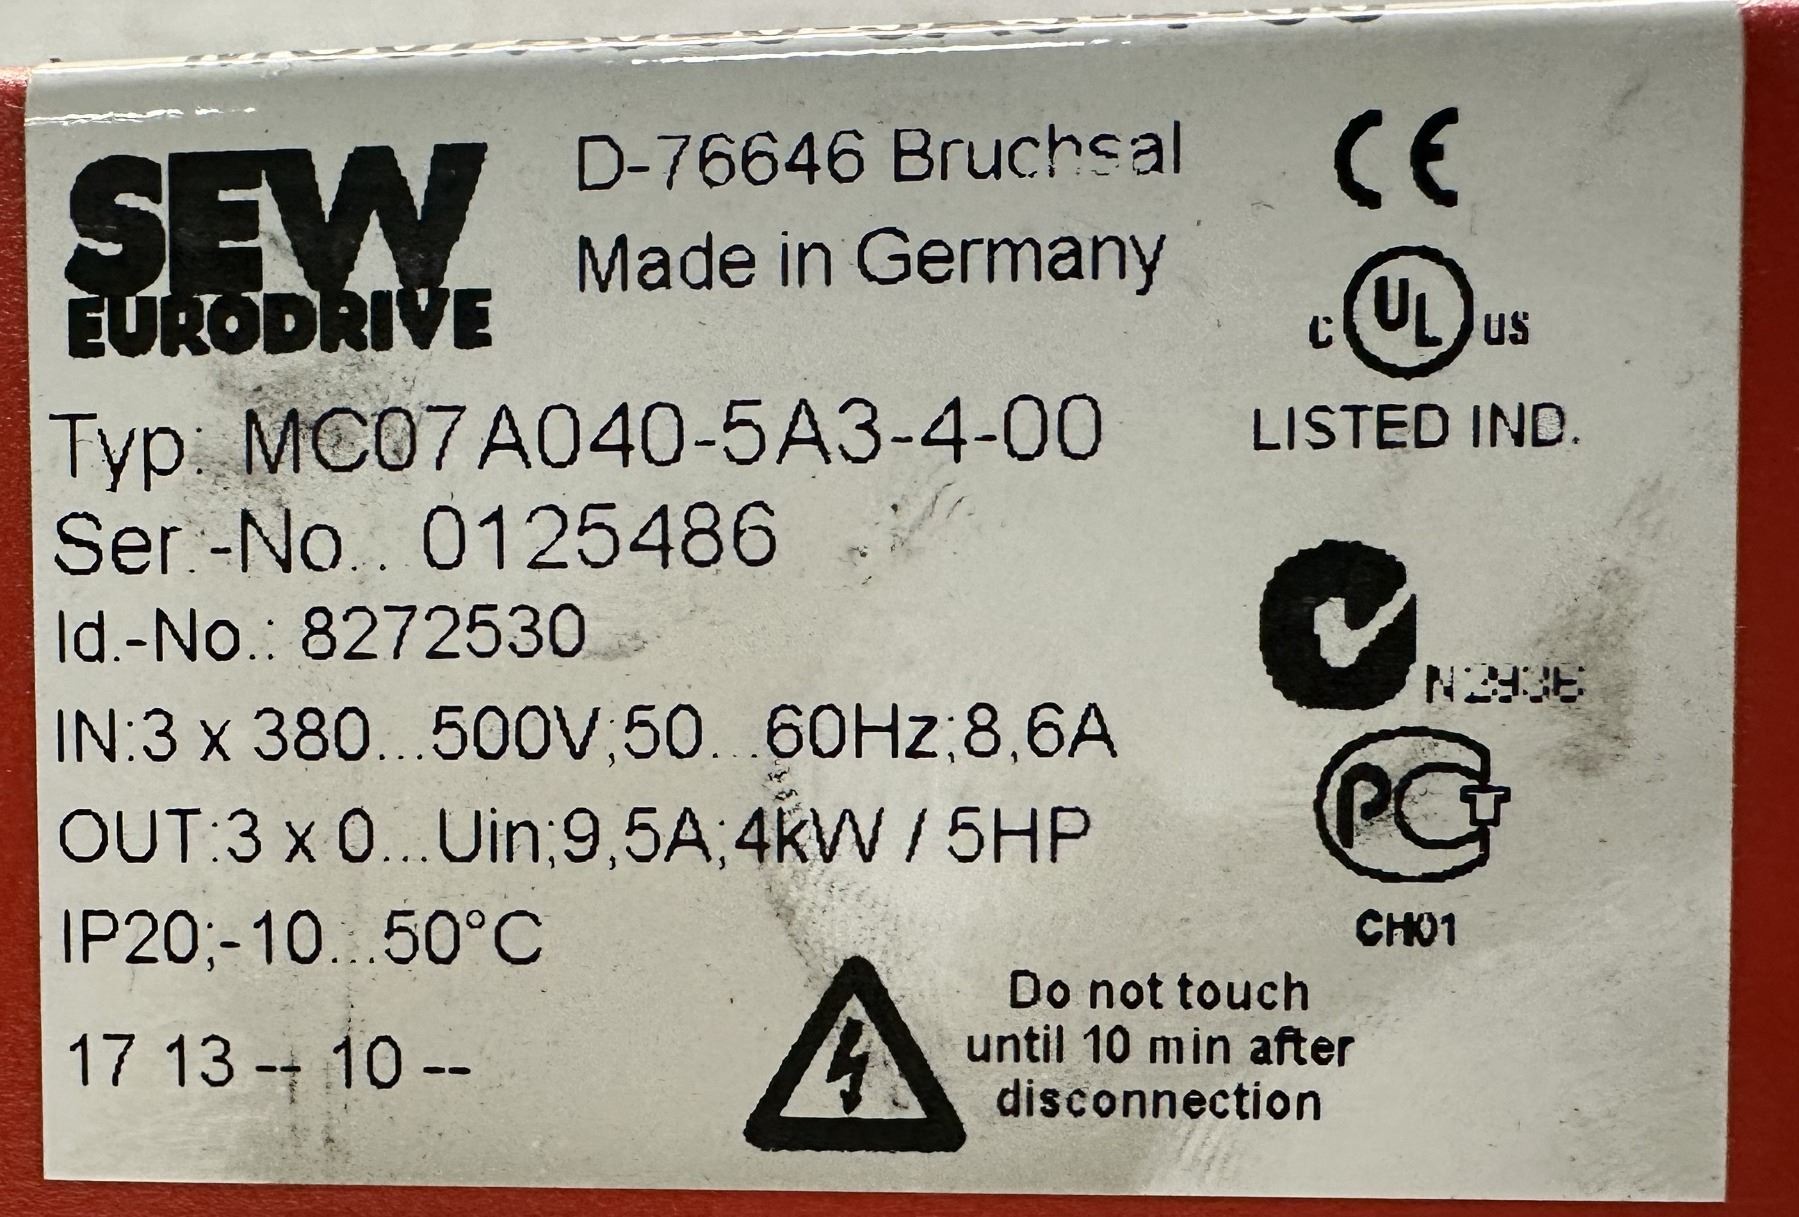 SEW
EURODRIVE
D-76646 Bruchsal
Made in Germany
CE
C UL US
LISTED IND.
Typ: MC07A040-5A3-4-00
Ser.-No.: 0125486
Id.-No.: 8272530
IN:3 x 380...500V;50...60Hz;8,6A
OUT:3 x 0...Uin;9,5A;4kW / 5HP
IP20;-10...50°C
17 13 -- 10 --
CH01
Do not touch
until 10 min after
disconnection